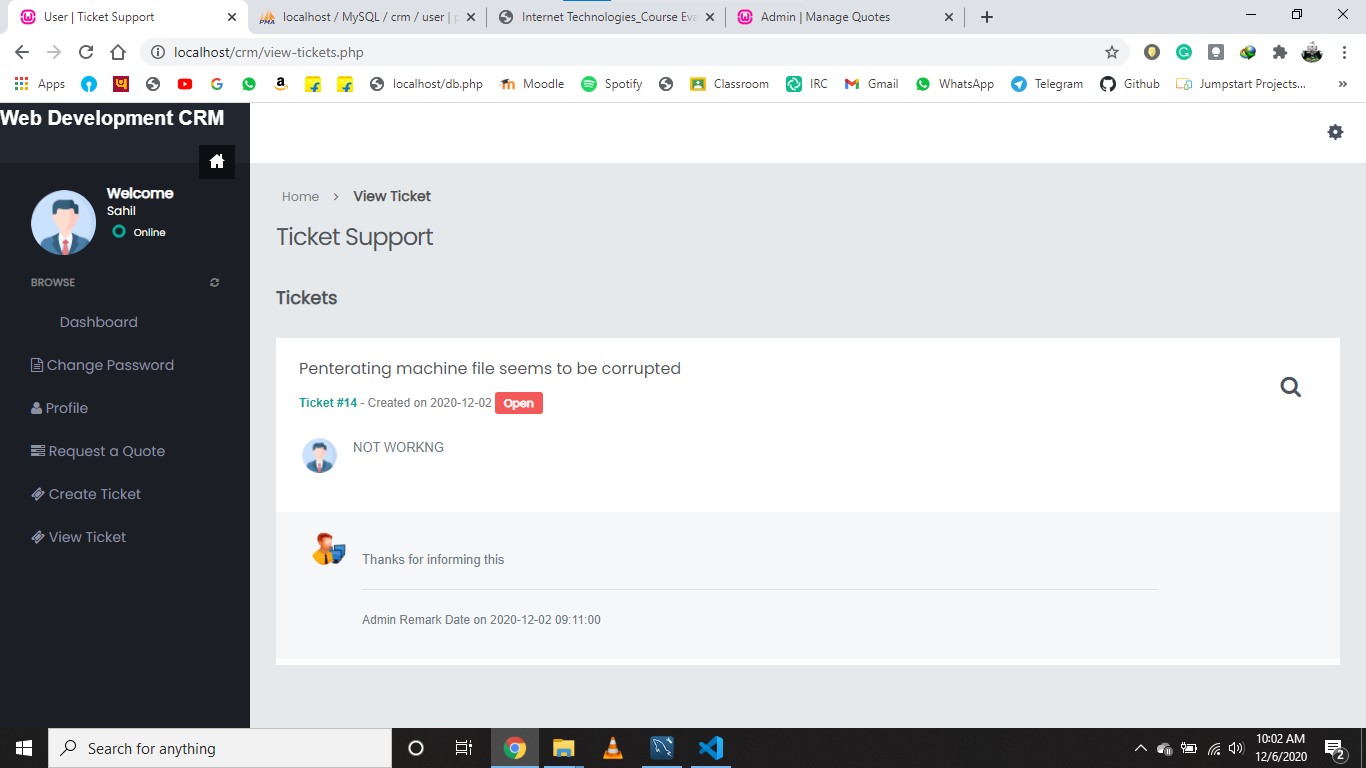 User | Ticket Support
localhost / MySQL / crm / user | p
Internet Technologies_Course Eva
Admin | Manage Quotes
localhost/crm/view-tickets.php
Apps
localhost/db.php
Moodle
Spotify
Classroom
IRC
Gmail
WhatsApp
Telegram
Github
Jumpstart Projects...
Web Development CRM
Welcome
Sahil
Online
BROWSE
Dashboard
Change Password
Profile
Request a Quote
Create Ticket
View Ticket
Home > View Ticket
Ticket Support
Tickets
Penterating machine file seems to be corrupted
Ticket #14 - Created on 2020-12-02 Open
NOT WORKNG
Thanks for informing this
Admin Remark Date on 2020-12-02 09:11:00
Search for anything
10:02 AM
12/6/2020
2